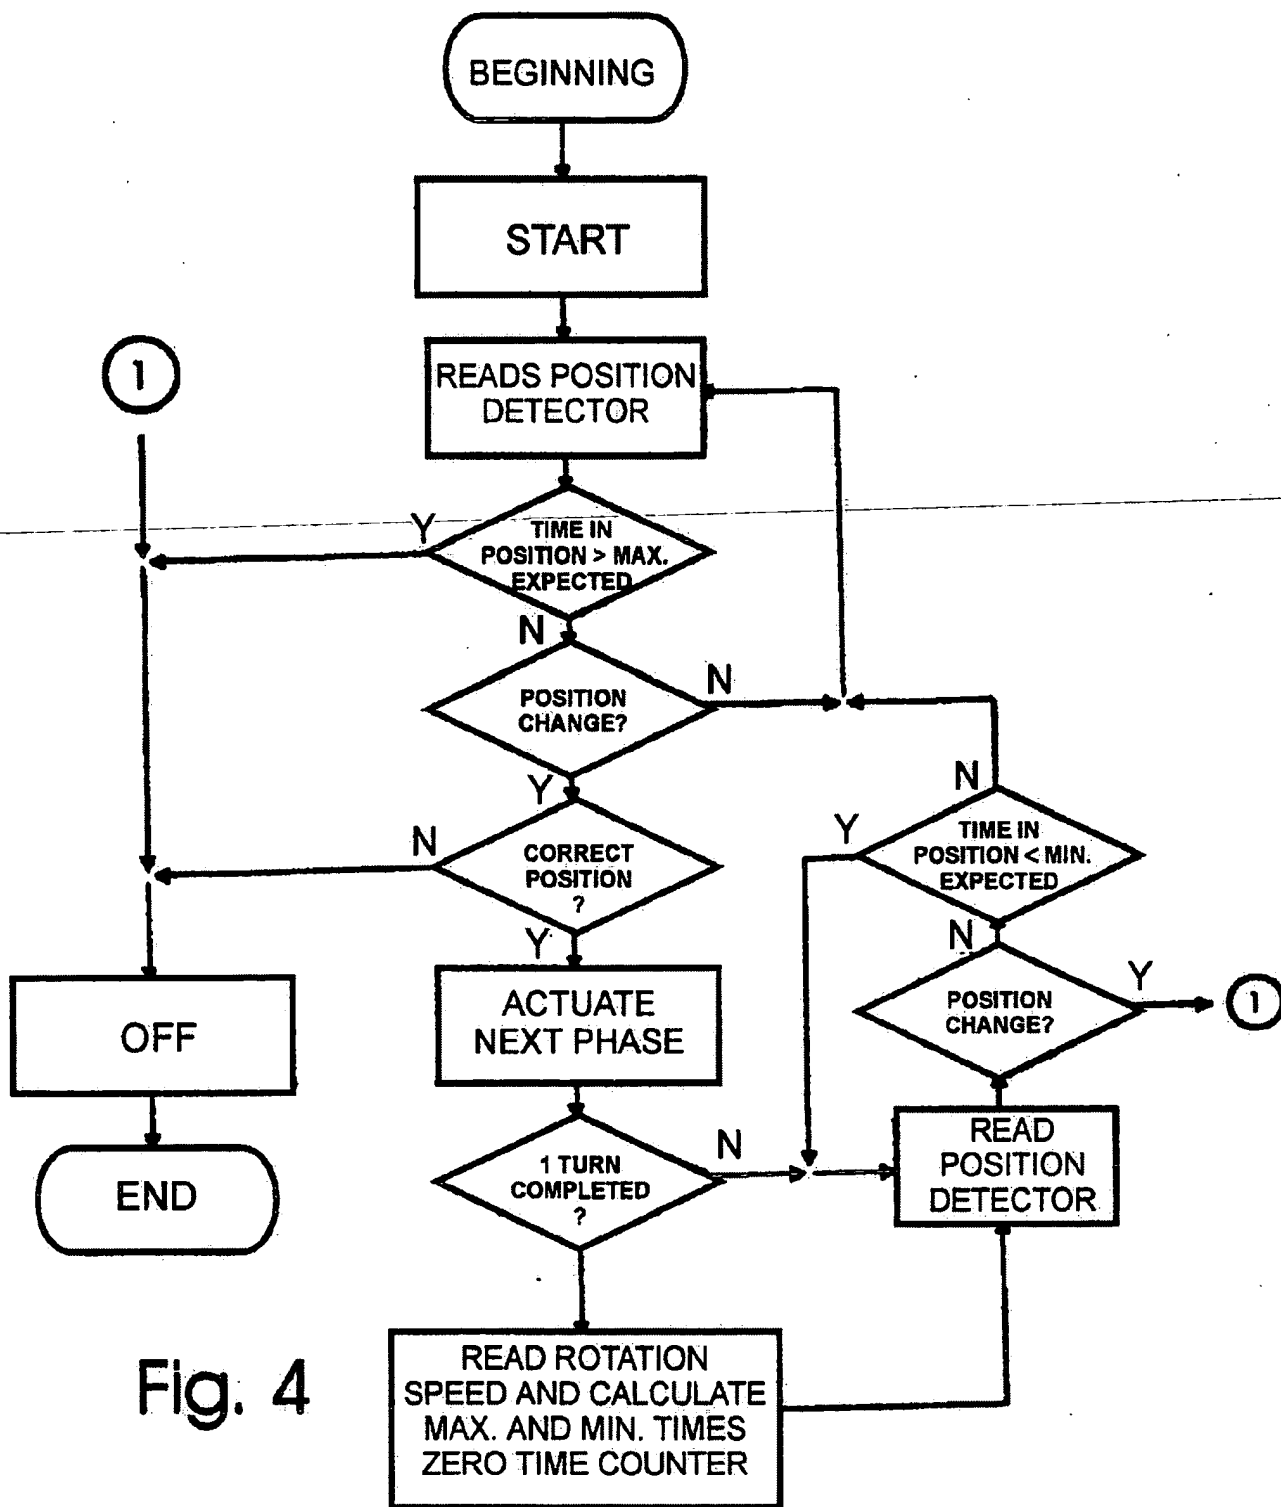 BEGINNING
START
1
READS POSITION
DETECTOR
Y
TIME IN
POSITION > MAX.
EXPECTED
N
POSITION
CHANGE?
N
Y
N
CORRECT
POSITION
?
Y
N
Y
TIME IN
POSITION < MIN.
EXPECTED
N
POSITION
CHANGE?
Y
1
OFF
ACTUATE
NEXT PHASE
END
1 TURN
COMPLETED
?
N
READ
POSITION
DETECTOR
READ ROTATION
SPEED AND CALCULATE
MAX. AND MIN. TIMES
ZERO TIME COUNTER
Fig. 4